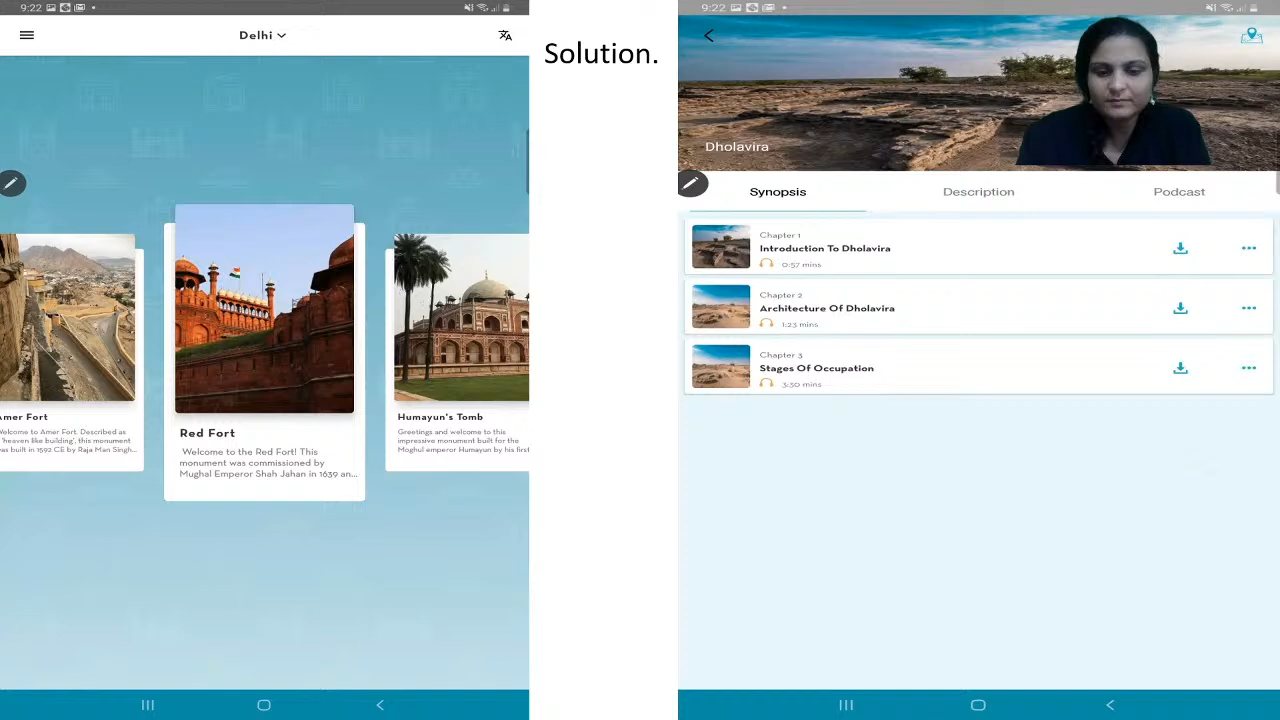 9:22
Delhi
Amer Fort
Welcome to Amer Fort. Described as
'heaven like building', this monument
was built in 1592 CE by Raja Man Singh...
Red Fort
Welcome to the Red Fort! This
monument was commissioned by
Mughal Emperor Shah Jahan in 1639 an...
Humayun's Tomb
Greetings and welcome to this
impressive monument built for the
Moghul emperor Humayun by his first
Solution.
9:22
Dholavira
Synopsis
Description
Podcast
Chapter 1
Introduction To Dholavira
0:57 mins
Chapter 2
Architecture Of Dholavira
1:23 mins
Chapter 3
Stages Of Occupation
3:30 mins